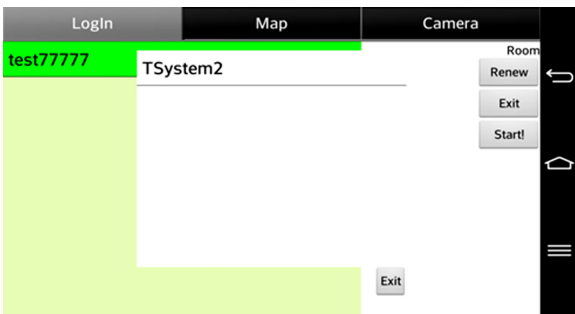 LogIn
Map
Camera
test77777
TSystem2
Room
Renew
Exit
Start!
Exit